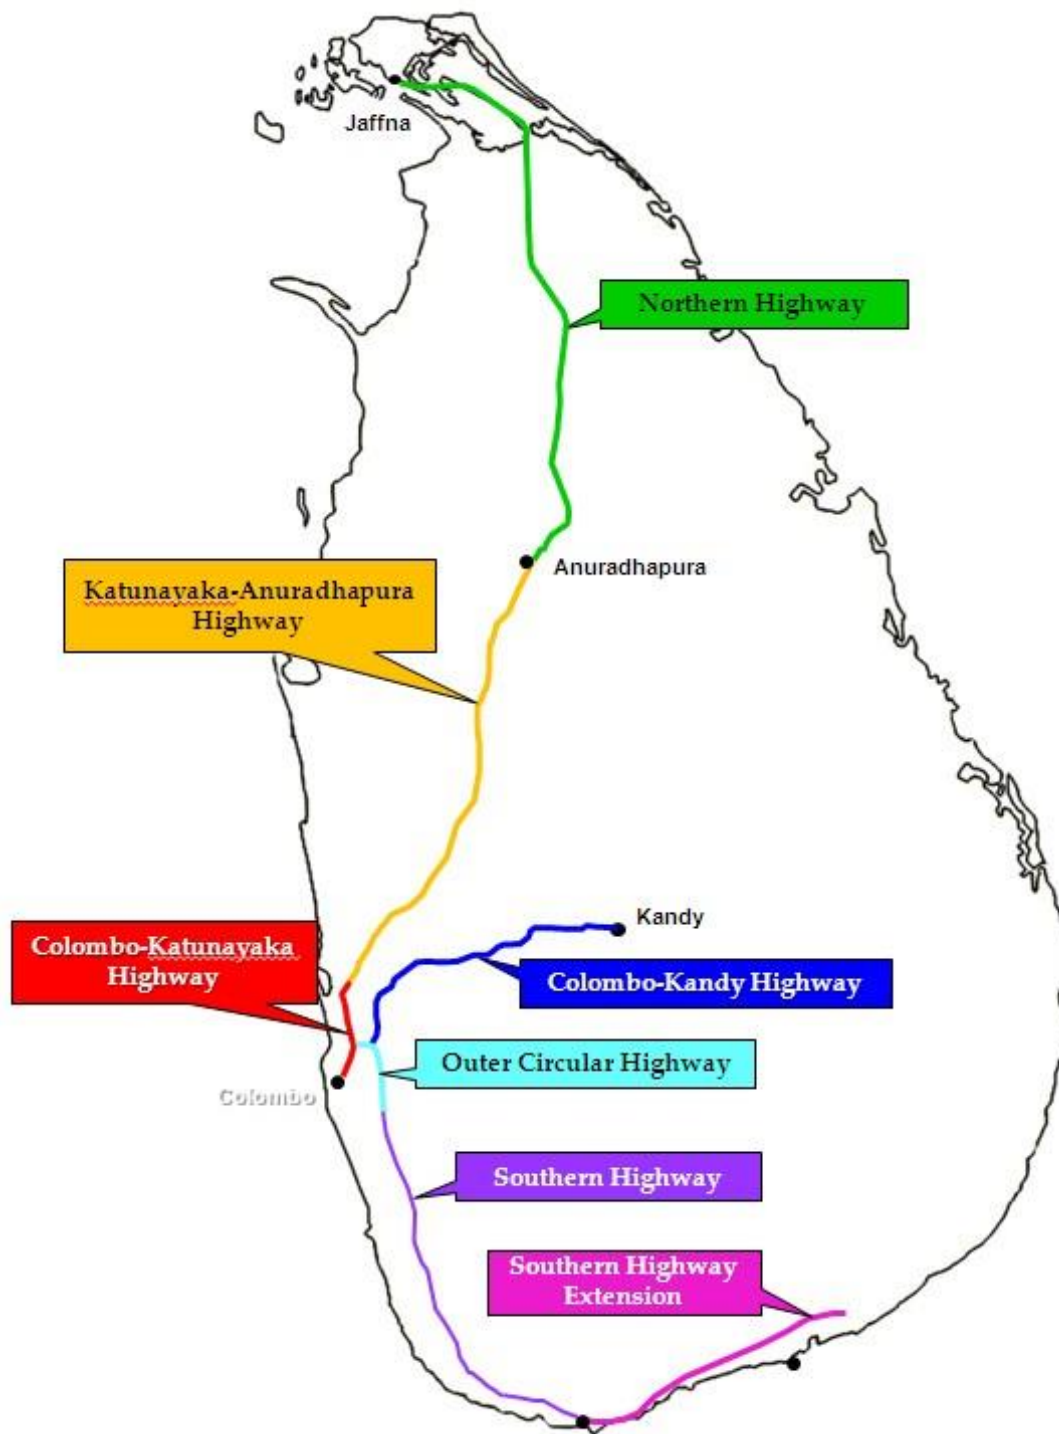 Jaffna
Northern Highway
Anuradhapura
Katunayaka-Anuradhapura
Highway
Kandy
Colombo-Katunayaka
Highway
Colombo-Kandy Highway
Outer Circular Highway
Colombo
Southern Highway
Southern Highway
Extension